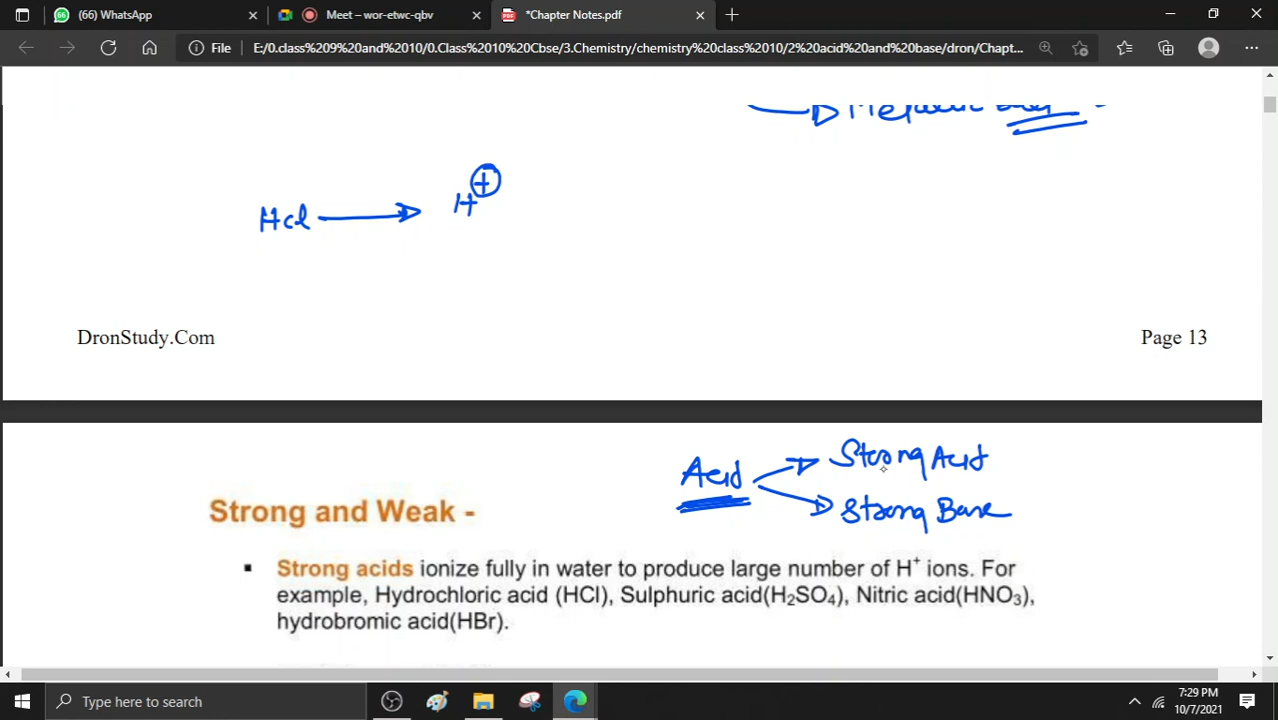 (66) WhatsApp
Meet – wor-etwc-qbv
*Chapter Notes.pdf
File
E:/0.class%209%20and%2010/0.Class%2010%20Cbse/3.Chemistry/chemistry%20class%2010/2%20acid%20and%20base/dron/Chapt...
Metallic
HCl H+
DronStudy.Com
Page 13
Acid
Strong Acid
Strong Base
Strong and Weak -
▪ Strong acids ionize fully in water to produce large number of H+ ions. For
example, Hydrochloric acid (HCl), Sulphuric acid(H2SO4), Nitric acid(HNO3),
hydrobromic acid(HBr).
Type here to search
7:29 PM
10/7/2021